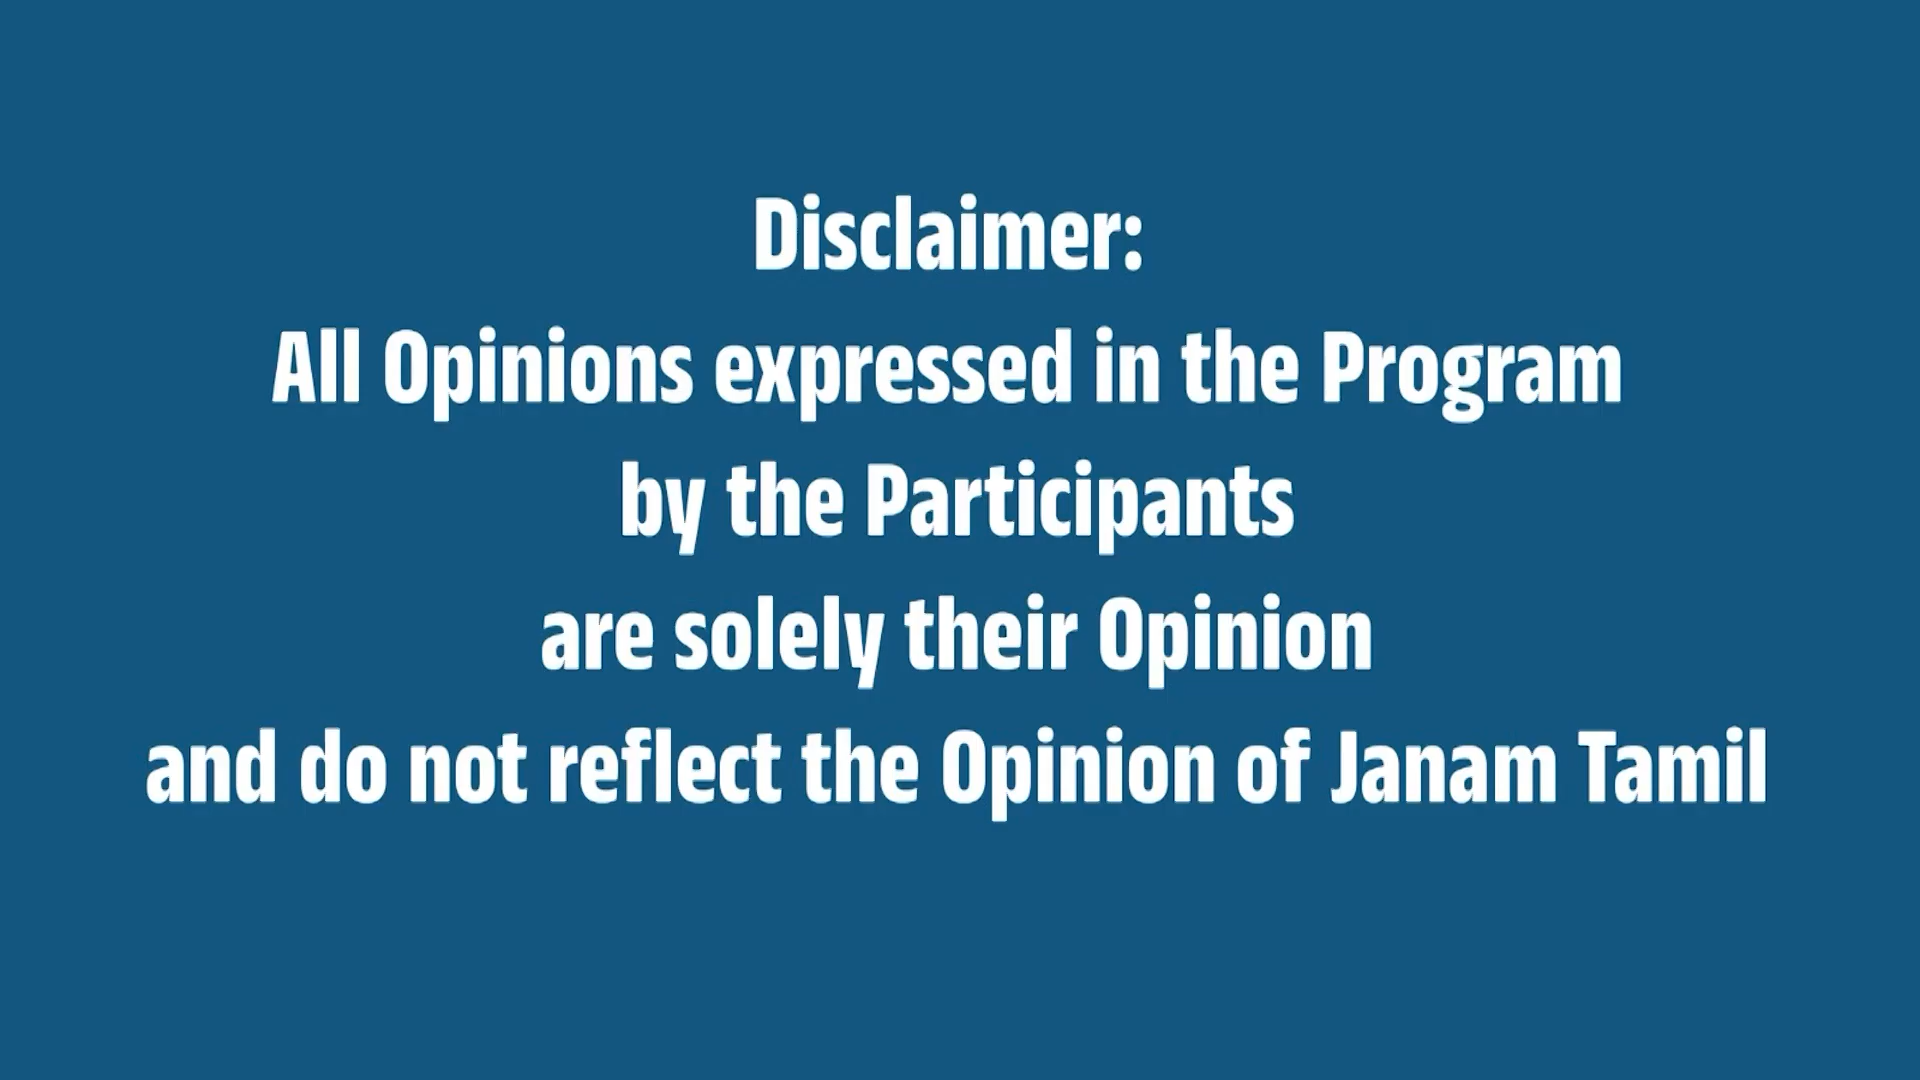 Disclaimer:
All Opinions expressed in the Program
by the Participants
are solely their Opinion
and do not reflect the Opinion of Janam Tamil